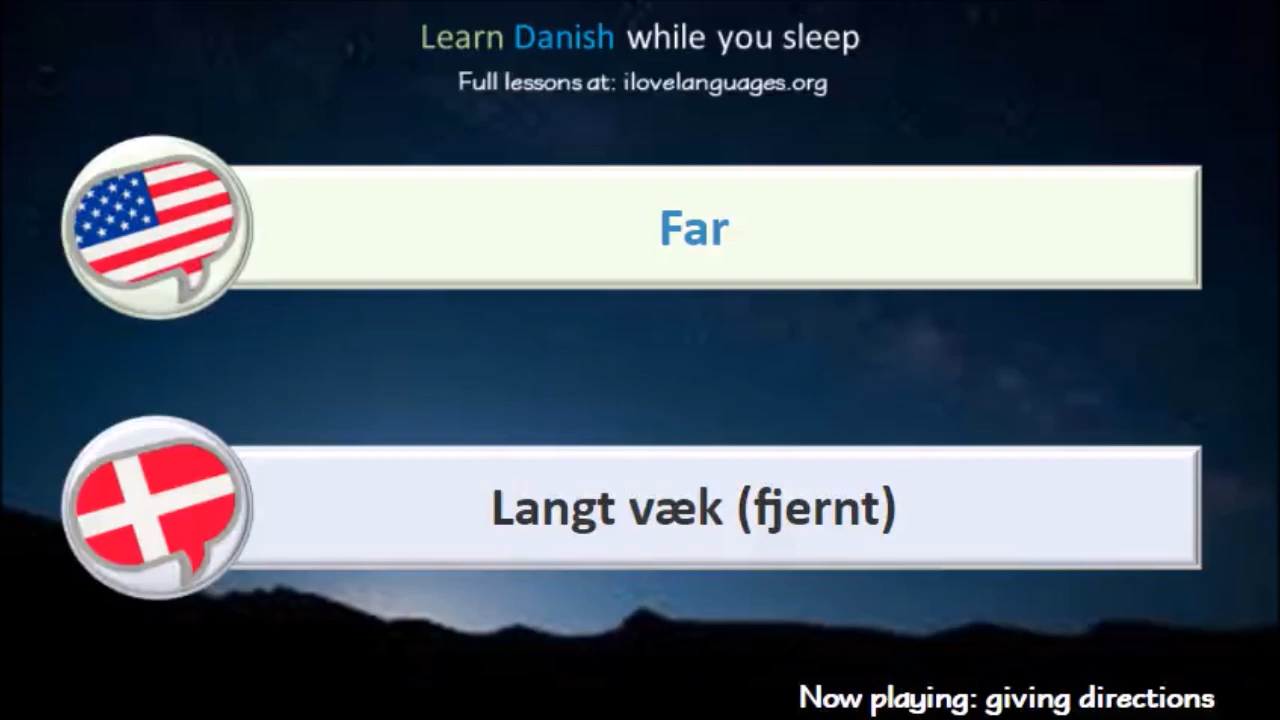 Learn Danish while you sleep
Full lessons at: ilovelanguages.org
Far
Langt væk (fjernt)
Now playing: giving directions